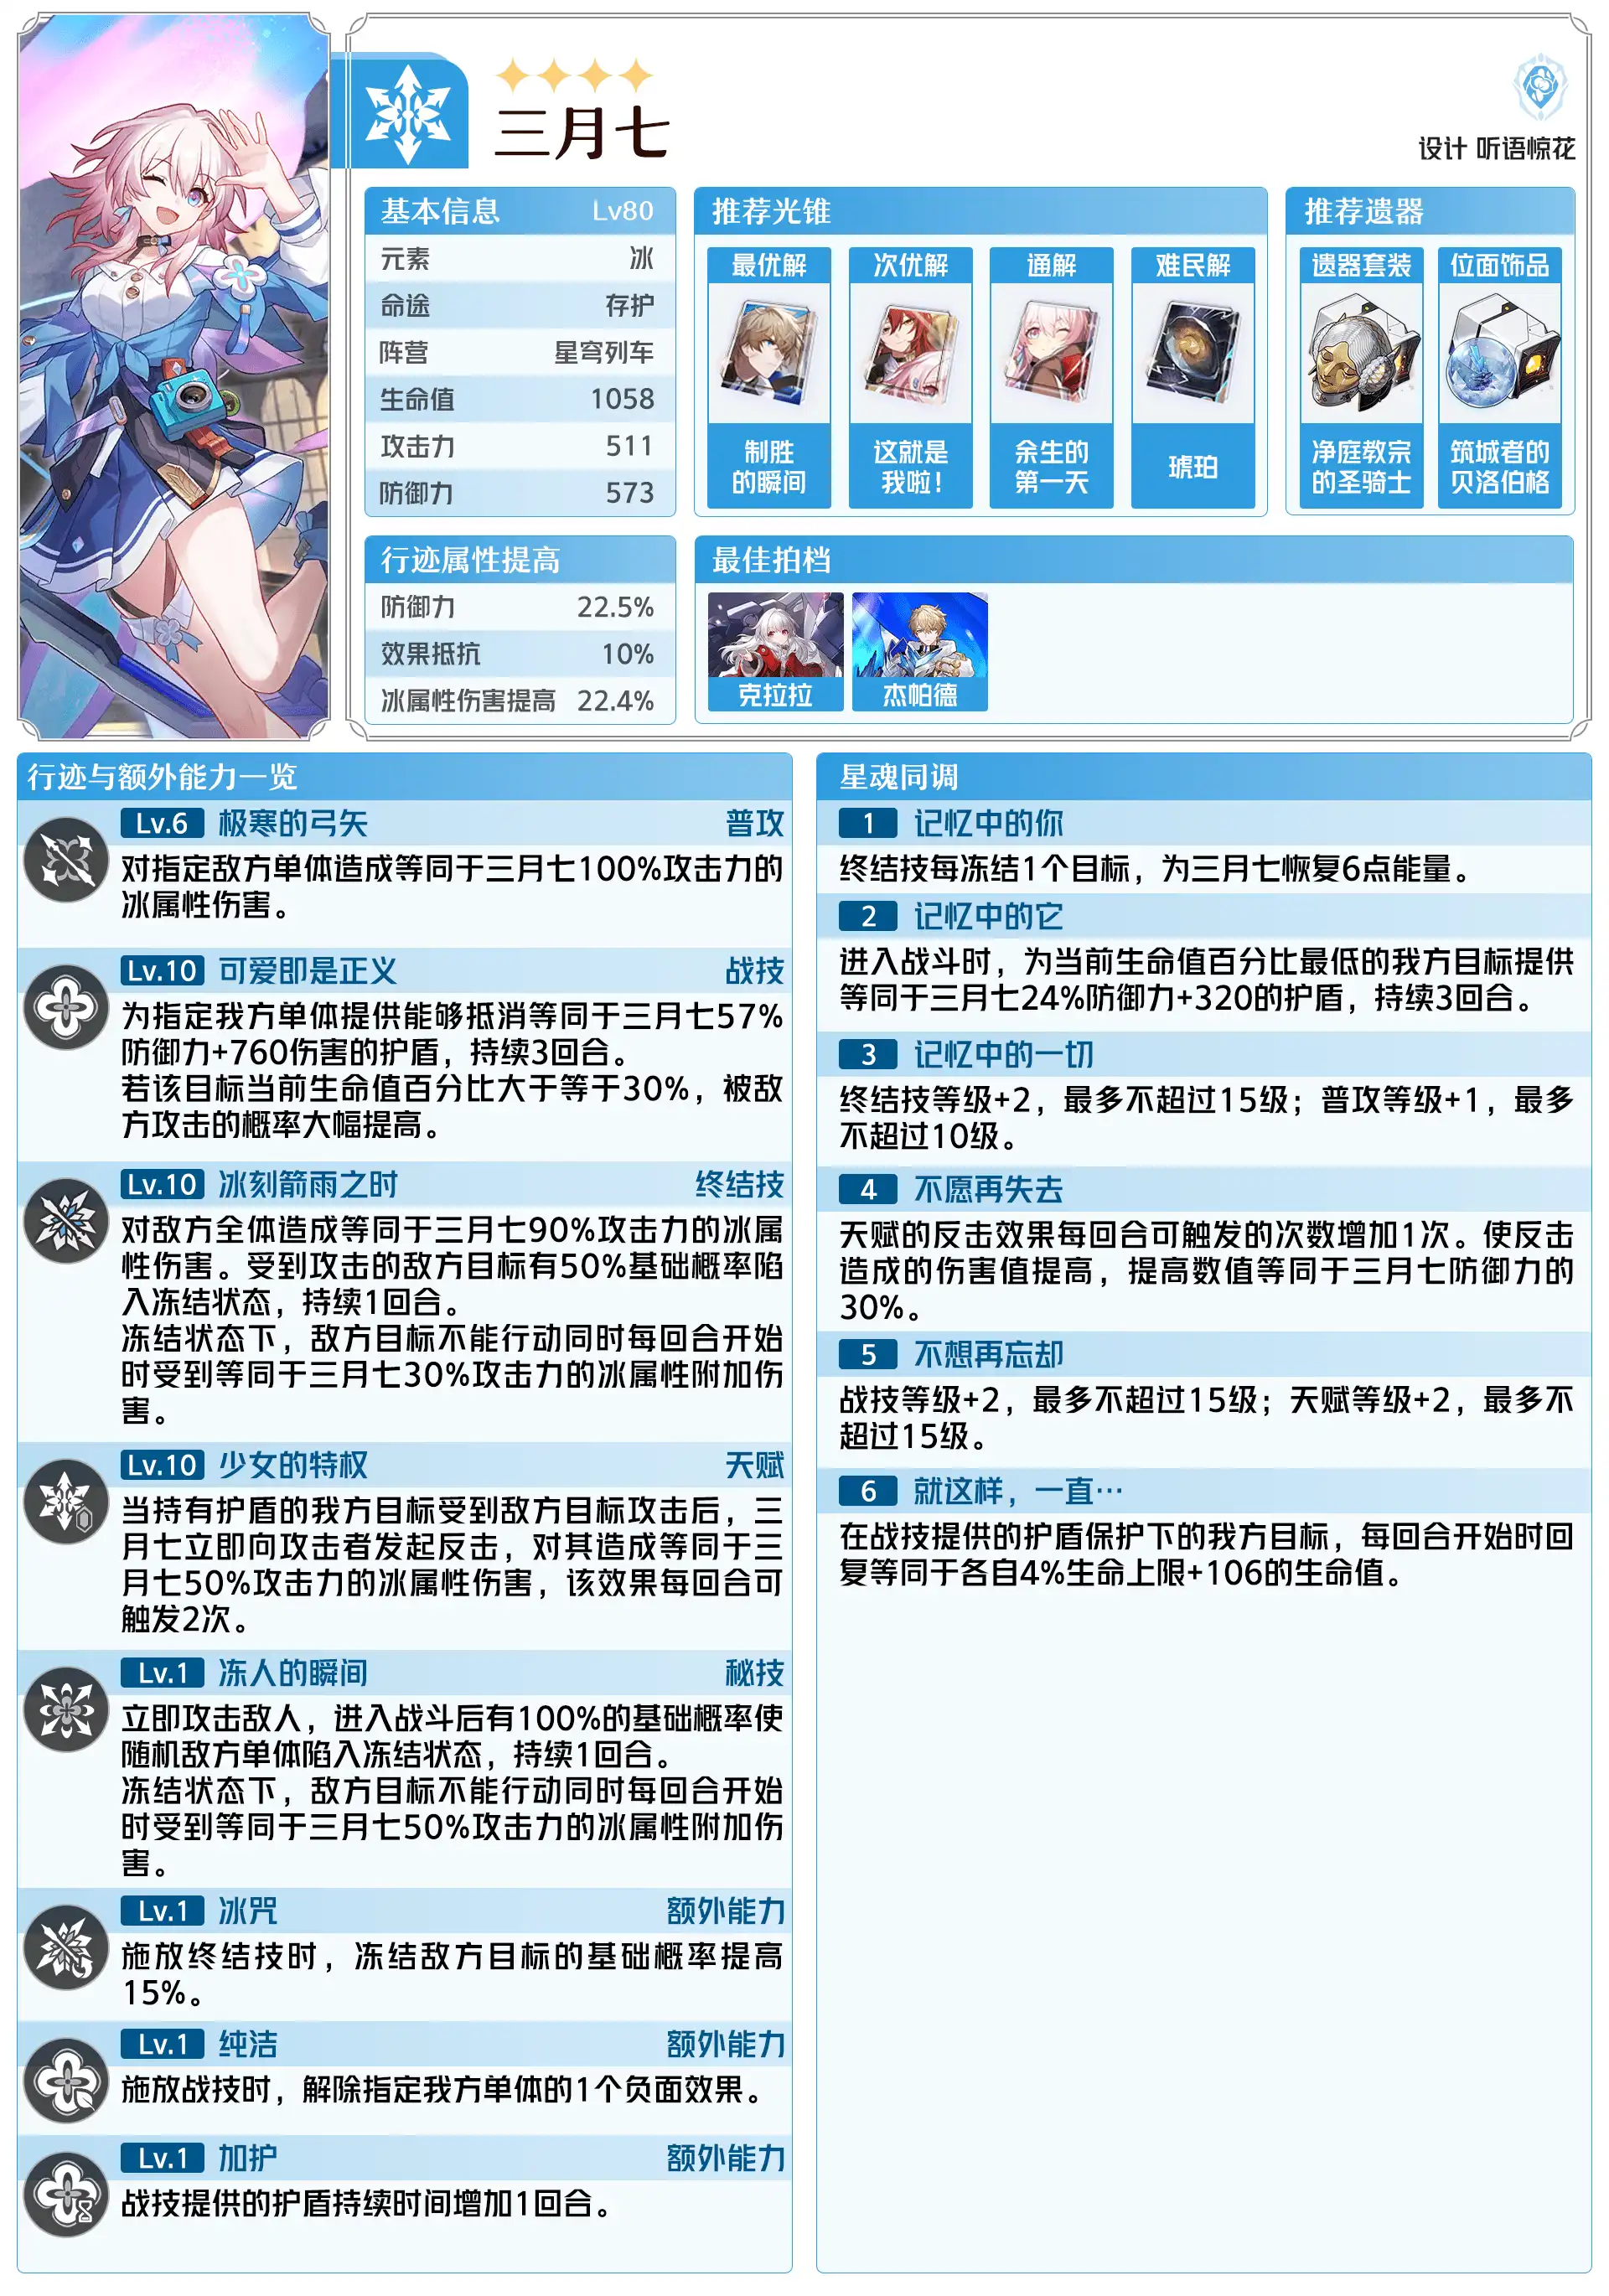 三月七
设计 听语惊花
基本信息 Lv80
元素 冰
命途 存护
阵营 星穹列车
生命值 1058
攻击力 511
防御力 573
推荐光锥
最优解 次优解 通解 难民解
制胜 这就是 余生的 琥珀
的瞬间 我啦！ 第一天
推荐遗器
遗器套装 位面饰品
净庭教宗 筑城者的
的圣骑士 贝洛伯格
行迹属性提高
防御力 22.5%
效果抵抗 10%
冰属性伤害提高 22.4%
最佳拍档
克拉拉 杰帕德
行迹与额外能力一览
Lv.6 极寒的弓矢 普攻
对指定敌方单体造成等同于三月七100%攻击力的
冰属性伤害。
Lv.10 可爱即是正义 战技
为指定我方单体提供能够抵消等同于三月七57%
防御力+760伤害的护盾，持续3回合。
若该目标当前生命值百分比大于等于30%，被敌
方攻击的概率大幅提高。
Lv.10 冰刻箭雨之时 终结技
对敌方全体造成等同于三月七90%攻击力的冰属
性伤害。受到攻击的敌方目标有50%基础概率陷
入冻结状态，持续1回合。
冻结状态下，敌方目标不能行动同时每回合开始
时受到等同于三月七30%攻击力的冰属性附加伤
害。
Lv.10 少女的特权 天赋
当持有护盾的我方目标受到敌方目标攻击后，三
月七立即向攻击者发起反击，对其造成等同于三
月七50%攻击力的冰属性伤害，该效果每回合可
触发2次。
Lv.1 冻人的瞬间 秘技
立即攻击敌人，进入战斗后有100%的基础概率使
随机敌方单体陷入冻结状态，持续1回合。
冻结状态下，敌方目标不能行动同时每回合开始
时受到等同于三月七50%攻击力的冰属性附加伤
害。
Lv.1 冰咒 额外能力
施放终结技时，冻结敌方目标的基础概率提高
15%。
Lv.1 纯洁 额外能力
施放战技时，解除指定我方单体的1个负面效果。
Lv.1 加护 额外能力
战技提供的护盾持续时间增加1回合。
星魂同调
1 记忆中的你
终结技每冻结1个目标，为三月七恢复6点能量。
2 记忆中的它
进入战斗时，为当前生命值百分比最低的我方目标提供
等同于三月七24%防御力+320的护盾，持续3回合。
3 记忆中的一切
终结技等级+2，最多不超过15级；普攻等级+1，最多
不超过10级。
4 不愿再失去
天赋的反击效果每回合可触发的次数增加1次。使反击
造成的伤害值提高，提高数值等同于三月七防御力的
30%。
5 不想再忘却
战技等级+2，最多不超过15级；天赋等级+2，最多不
超过15级。
6 就这样，一直…
在战技提供的护盾保护下的我方目标，每回合开始时回
复等同于各自4%生命上限+106的生命值。